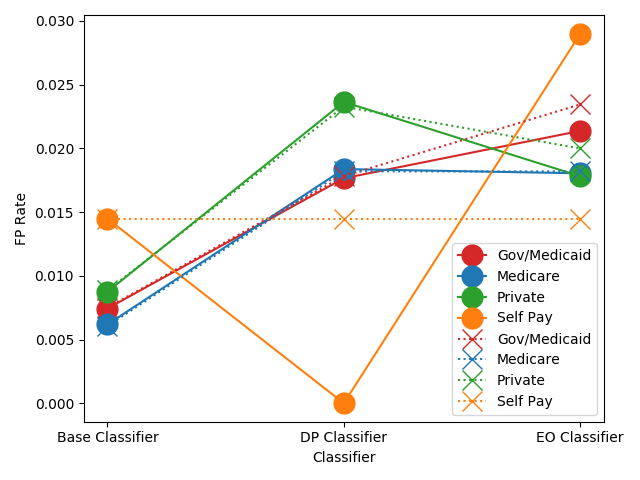 0.030
0.025
0.020
0.015
0.010
0.005
0.000
FP Rate
Base Classifier
DP Classifier
EO Classifier
Classifier
Gov/Medicaid
Medicare
Private
Self Pay
Gov/Medicaid
Medicare
Private
Self Pay